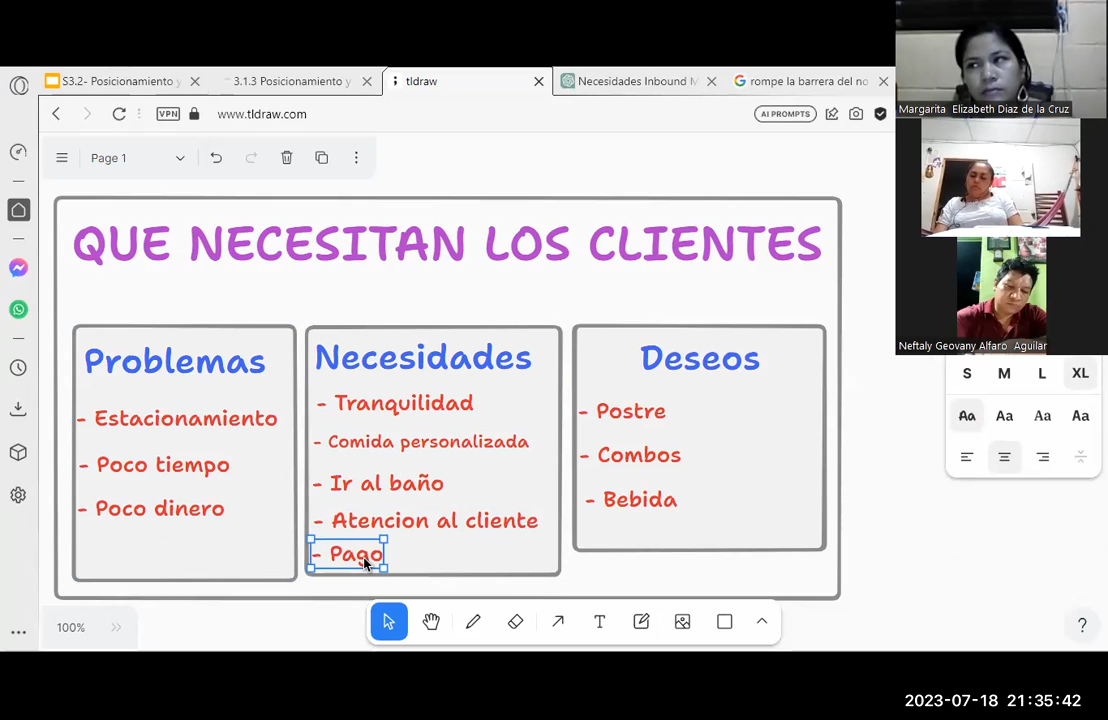 S3.2- Posicionamiento y
3.1.3 Posicionamiento y
tldraw
Necesidades Inbound M
rompe la barrera del no
VPN
www.tldraw.com
AI PROMPTS
Page 1
QUE NECESITAN LOS CLIENTES
Problemas
- Estacionamiento
- Poco tiempo
- Poco dinero
Necesidades
- Tranquilidad
- Comida personalizada
- Ir al baño
- Atencion al cliente
- Pago
Deseos
- Postre
- Combos
- Bebida
Margarita Elizabeth Diaz de la Cruz
Neftaly Geovany Alfaro Aguilar
S M L XL
Aa Aa Aa Aa
100%
T
?
2023-07-18 21:35:42